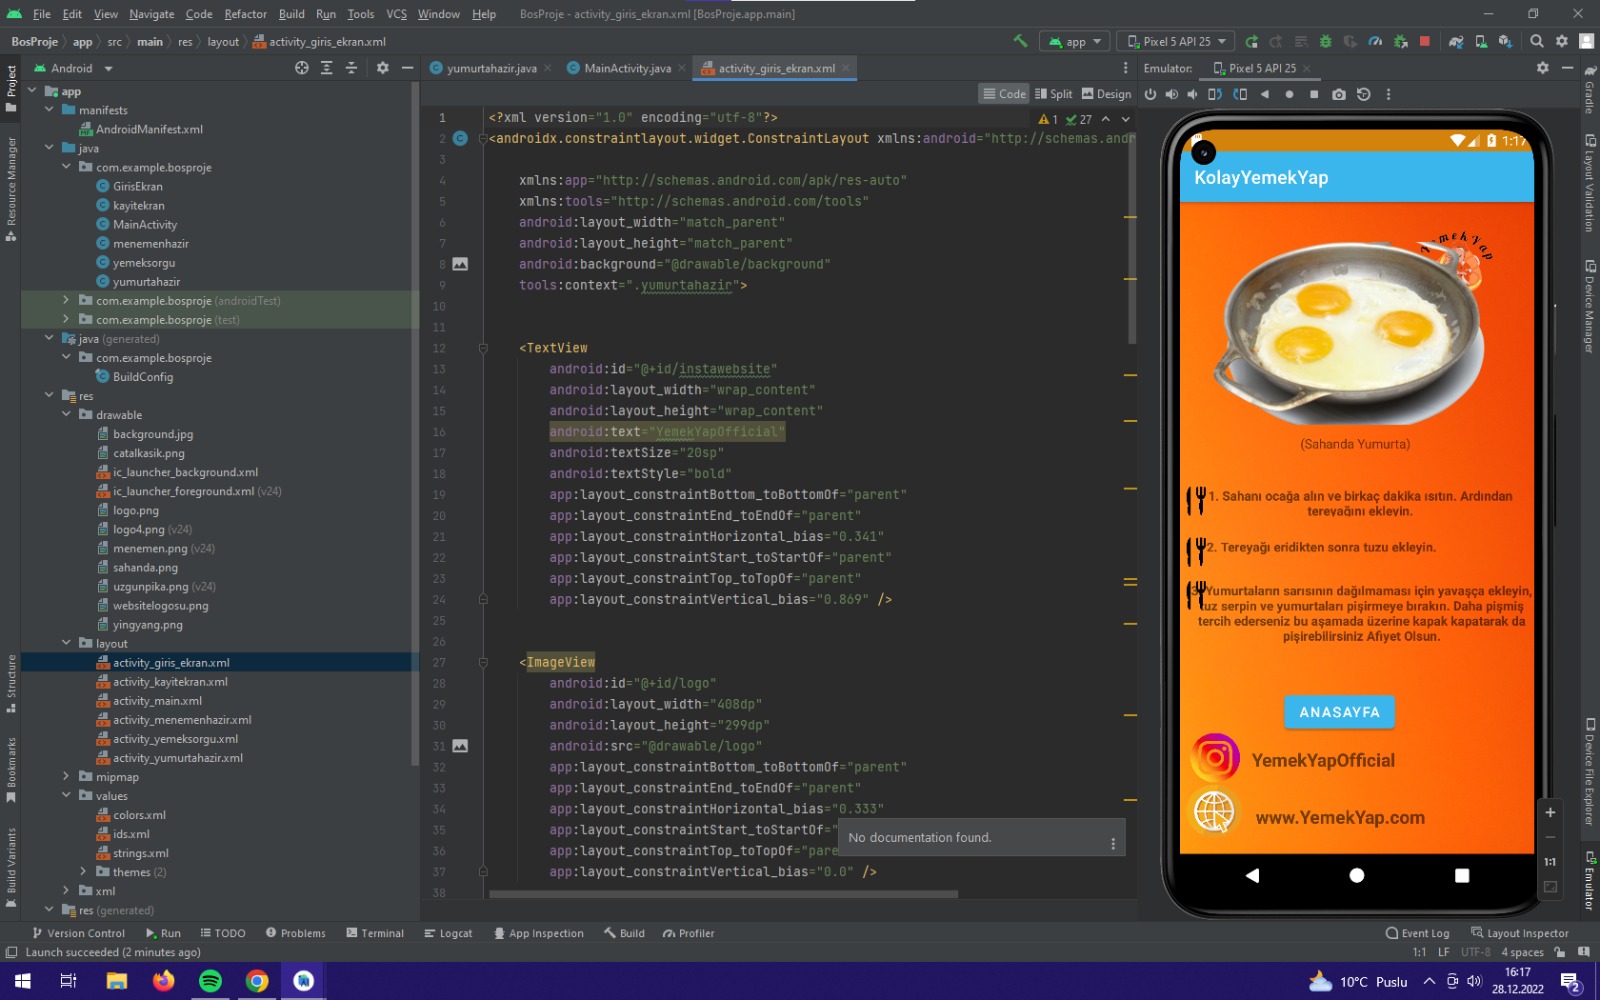 File Edit View Navigate Code Refactor Build Run Tools VCS Window Help BosProje - activity_giris_ekran.xml [BosProje.app.main]
BosProje app src main res layout activity_giris_ekran.xml
app Pixel 5 API 25
Android
yumurtahazir.java MainActivity.java activity_giris_ekran.xml
Emulator: Pixel 5 API 25
Code Split Design
Project
Resource Manager
Structure
Bookmarks
Build Variants
app
manifests
AndroidManifest.xml
java
com.example.bosproje
GirisEkran
kayitekran
MainActivity
menemenhazir
yemeksorgu
yumurtahazir
com.example.bosproje (androidTest)
com.example.bosproje (test)
java (generated)
com.example.bosproje
BuildConfig
res
drawable
background.jpg
catalkasik.png
ic_launcher_background.xml
ic_launcher_foreground.xml (v24)
logo.png
logo4.png (v24)
menemen.png (v24)
sahanda.png
uzgunpika.png (v24)
websitelogosu.png
yingyang.png
layout
activity_giris_ekran.xml
activity_kayitekran.xml
activity_main.xml
activity_menemenhazir.xml
activity_yemeksorgu.xml
activity_yumurtahazir.xml
mipmap
values
colors.xml
ids.xml
strings.xml
themes (2)
xml
res (generated)
1 27
1 <?xml version="1.0" encoding="utf-8"?>
2 <androidx.constraintlayout.widget.ConstraintLayout xmlns:android="http://schemas.andr
3
4 xmlns:app="http://schemas.android.com/apk/res-auto"
5 xmlns:tools="http://schemas.android.com/tools"
6 android:layout_width="match_parent"
7 android:layout_height="match_parent"
8 android:background="@drawable/background"
9 tools:context=".yumurtahazir">
10
11
12 <TextView
13 android:id="@+id/instawebsite"
14 android:layout_width="wrap_content"
15 android:layout_height="wrap_content"
16 android:text="YemekYapOfficial"
17 android:textSize="20sp"
18 android:textStyle="bold"
19 app:layout_constraintBottom_toBottomOf="parent"
20 app:layout_constraintEnd_toEndOf="parent"
21 app:layout_constraintHorizontal_bias="0.341"
22 app:layout_constraintStart_toStartOf="parent"
23 app:layout_constraintTop_toTopOf="parent"
24 app:layout_constraintVertical_bias="0.869" />
25
26
27 <ImageView
28 android:id="@+id/logo"
29 android:layout_width="408dp"
30 android:layout_height="299dp"
31 android:src="@drawable/logo"
32 app:layout_constraintBottom_toBottomOf="parent"
33 app:layout_constraintEnd_toEndOf="parent"
34 app:layout_constraintHorizontal_bias="0.333"
35 app:layout_constraintStart_toStartOf="
36 app:layout_constraintTop_toTopOf="pare
37 app:layout_constraintVertical_bias="0.0" />
38
No documentation found.
1:17
KolayYemekYap
YemekYap
(Sahanda Yumurta)
1. Sahanı ocağa alın ve birkaç dakika ısıtın. Ardından
tereyağını ekleyin.
2. Tereyağı eridikten sonra tuzu ekleyin.
Yumurtaların sarısının dağılmaması için yavaşça ekleyin,
tuz serpin ve yumurtaları pişirmeye bırakın. Daha pişmiş
tercih ederseniz bu aşamada üzerine kapak kapatarak da
pişirebilirsiniz Afiyet Olsun.
ANASAYFA
YemekYapOfficial
www.YemekYap.com
1:1
Gradle
Layout Validation
Device Manager
Device File Explorer
Emulator
Version Control Run TODO Problems Terminal Logcat App Inspection Build Profiler Event Log Layout Inspector
Launch succeeded (2 minutes ago) 1:1 LF UTF-8 4 spaces
10°C Puslu 16:17
28.12.2022 2